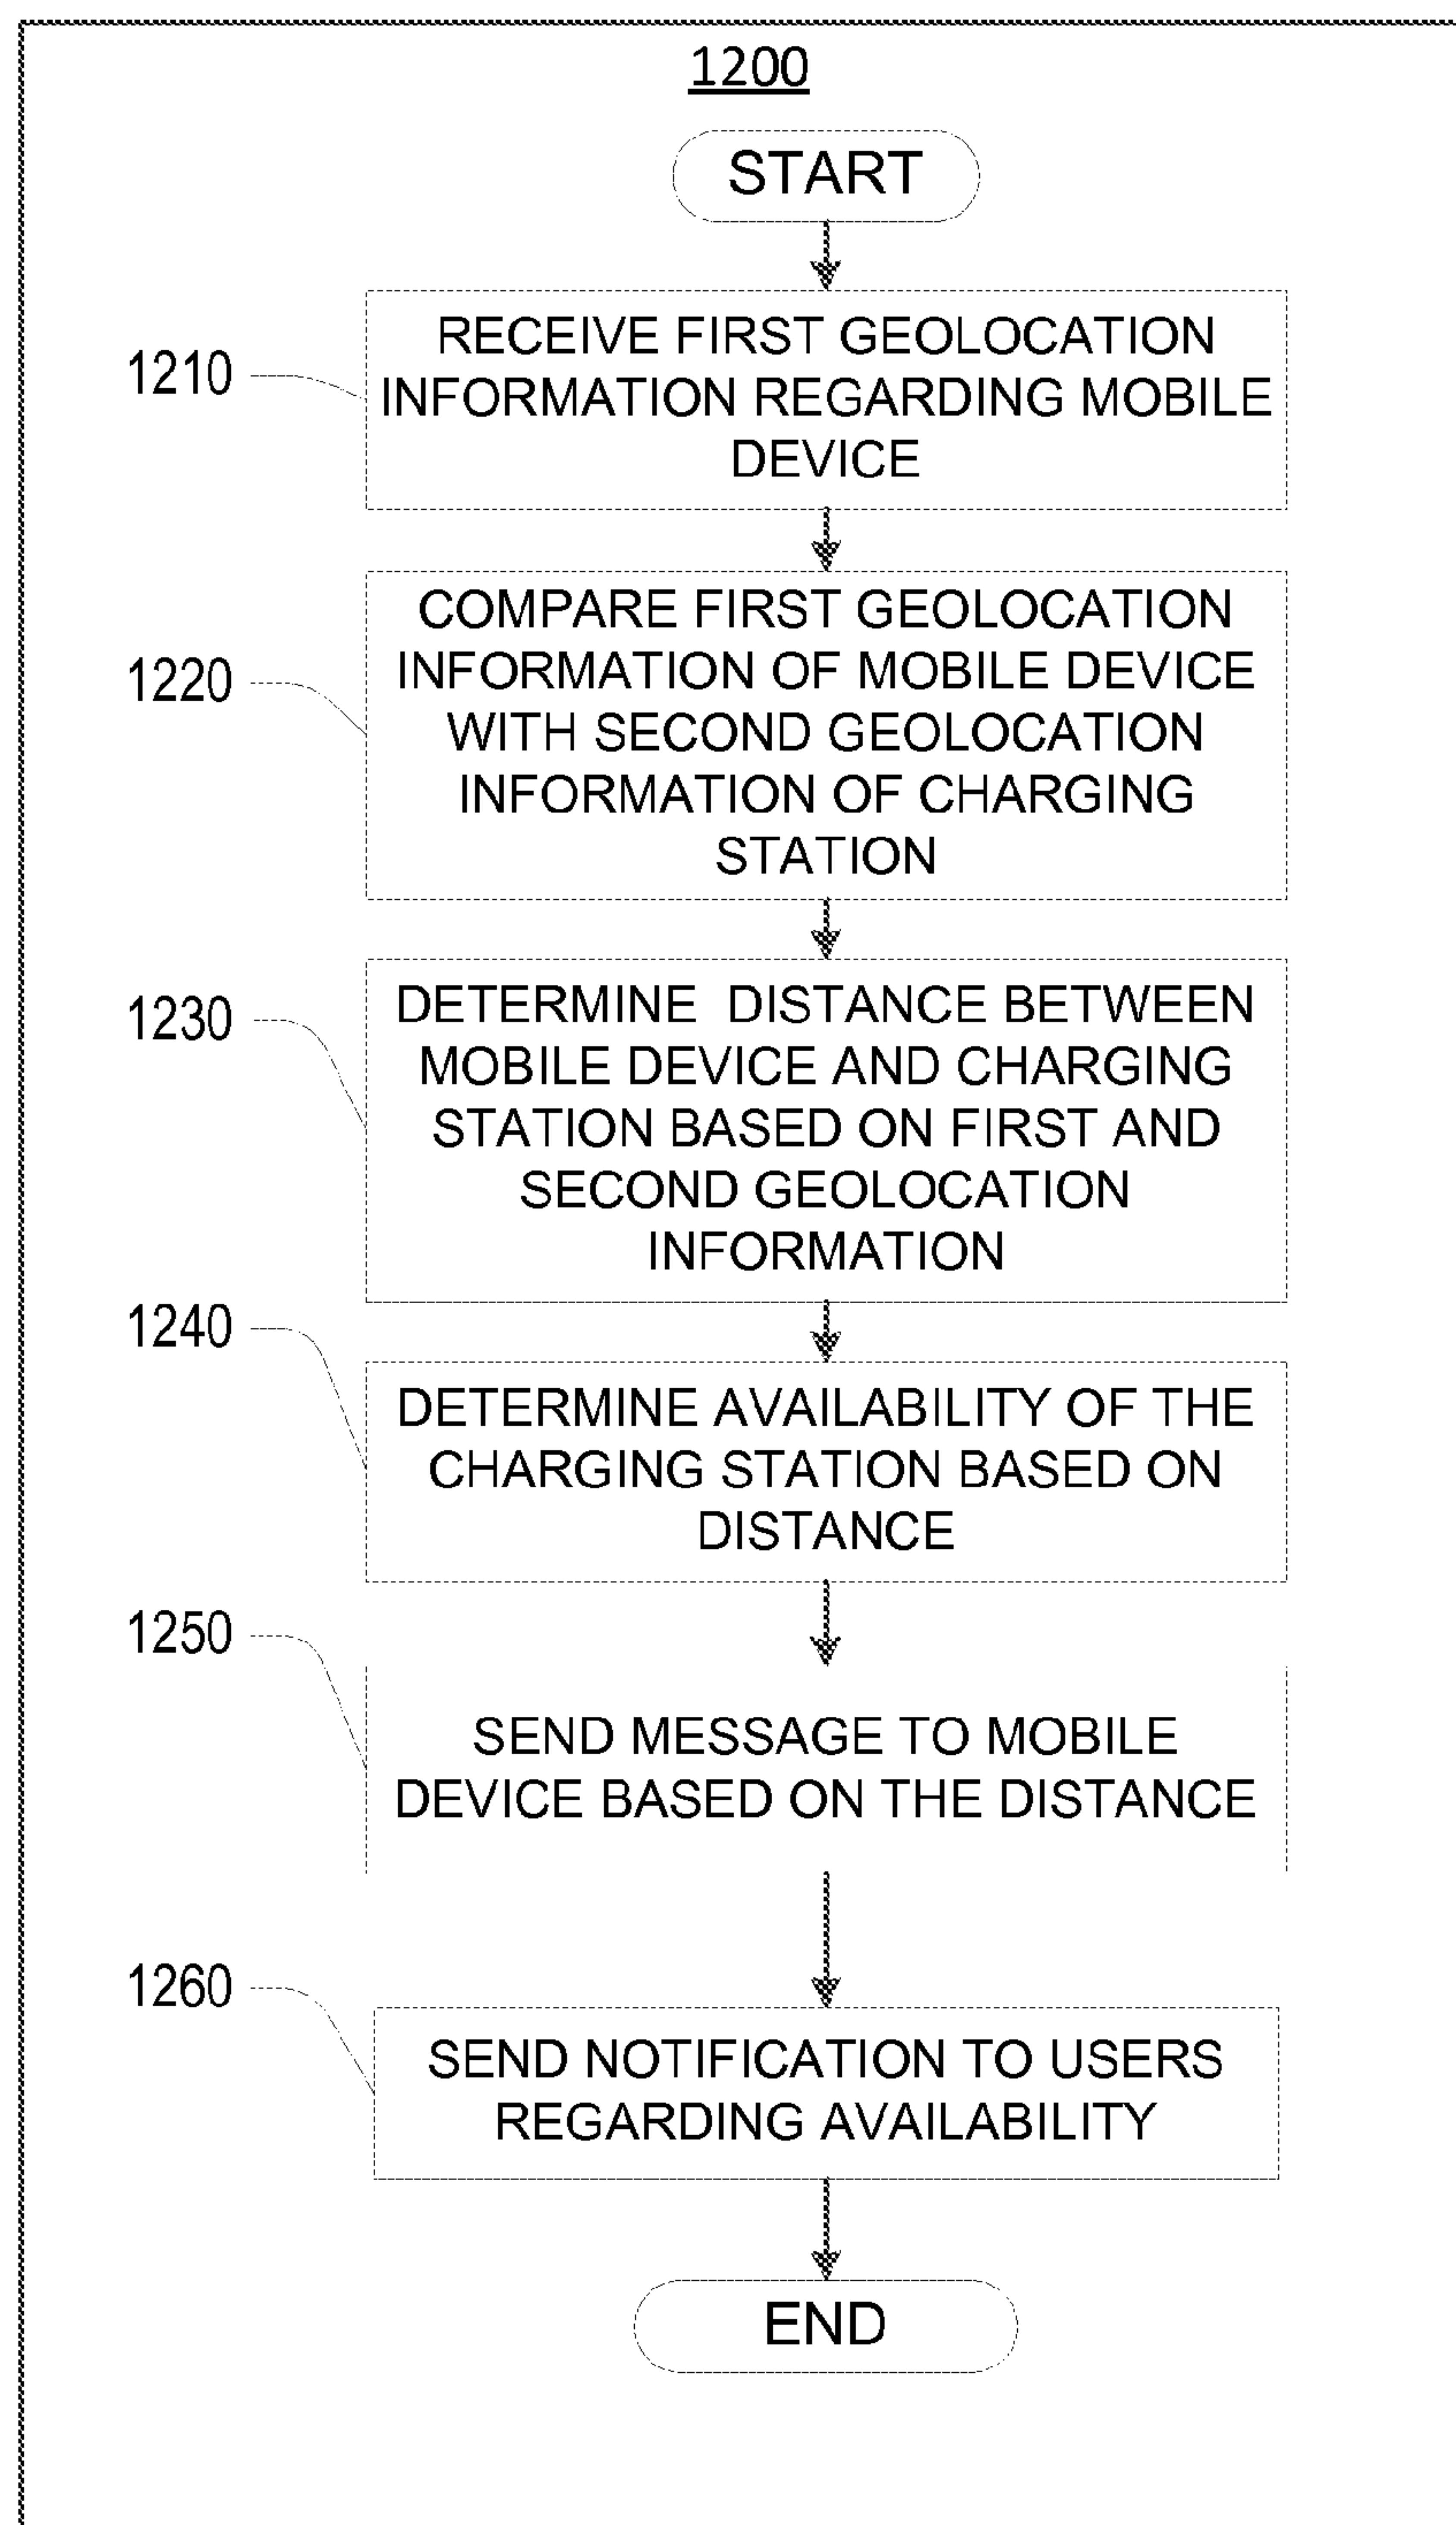 1200
START
1210
RECEIVE FIRST GEOLOCATION
INFORMATION REGARDING MOBILE
DEVICE
1220
COMPARE FIRST GEOLOCATION
INFORMATION OF MOBILE DEVICE
WITH SECOND GEOLOCATION
INFORMATION OF CHARGING
STATION
1230
DETERMINE DISTANCE BETWEEN
MOBILE DEVICE AND CHARGING
STATION BASED ON FIRST AND
SECOND GEOLOCATION
INFORMATION
1240
DETERMINE AVAILABILITY OF THE
CHARGING STATION BASED ON
DISTANCE
1250
SEND MESSAGE TO MOBILE
DEVICE BASED ON THE DISTANCE
1260
SEND NOTIFICATION TO USERS
REGARDING AVAILABILITY
END